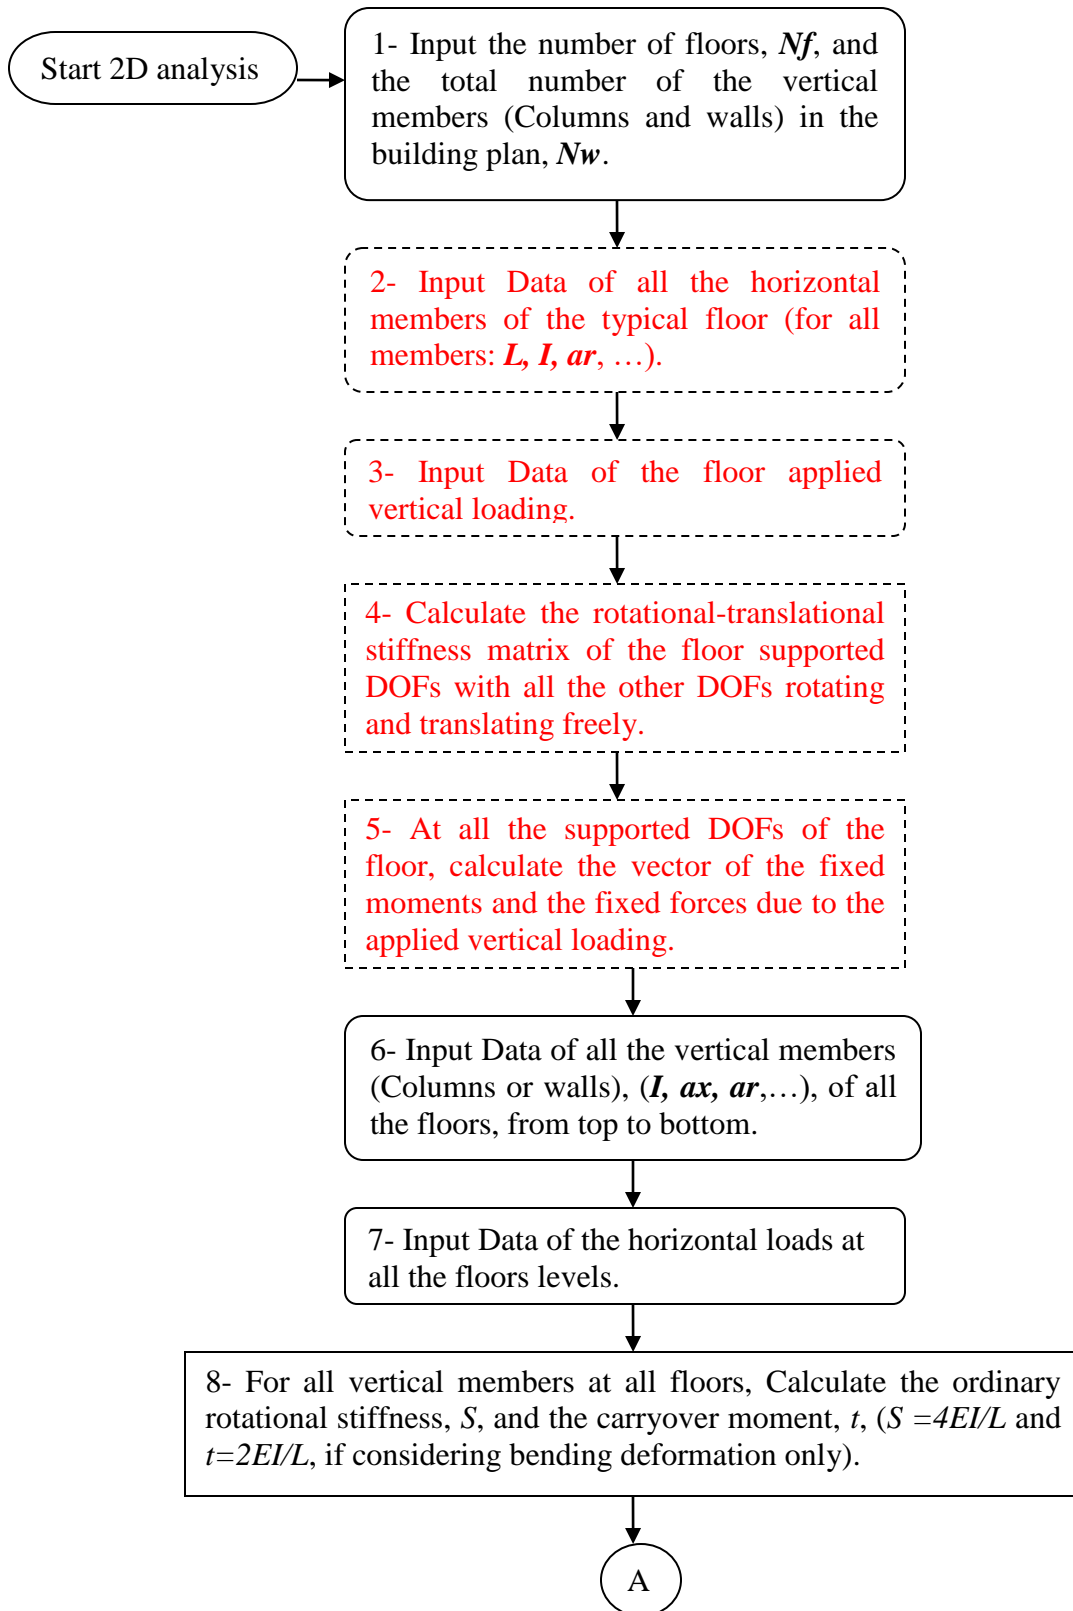 Start 2D analysis
1- Input the number of floors, Nf, and
the total number of the vertical
members (Columns and walls) in the
building plan, Nw.
2- Input Data of all the horizontal
members of the typical floor (for all
members: L, I, ar, …).
3- Input Data of the floor applied
vertical loading.
4- Calculate the rotational-translational
stiffness matrix of the floor supported
DOFs with all the other DOFs rotating
and translating freely.
5- At all the supported DOFs of the
floor, calculate the vector of the fixed
moments and the fixed forces due to the
applied vertical loading.
6- Input Data of all the vertical members
(Columns or walls), (I, ax, ar,…), of all
the floors, from top to bottom.
7- Input Data of the horizontal loads at
all the floors levels.
8- For all vertical members at all floors, Calculate the ordinary
rotational stiffness, S, and the carryover moment, t, (S =4EI/L and
t=2EI/L, if considering bending deformation only).
A